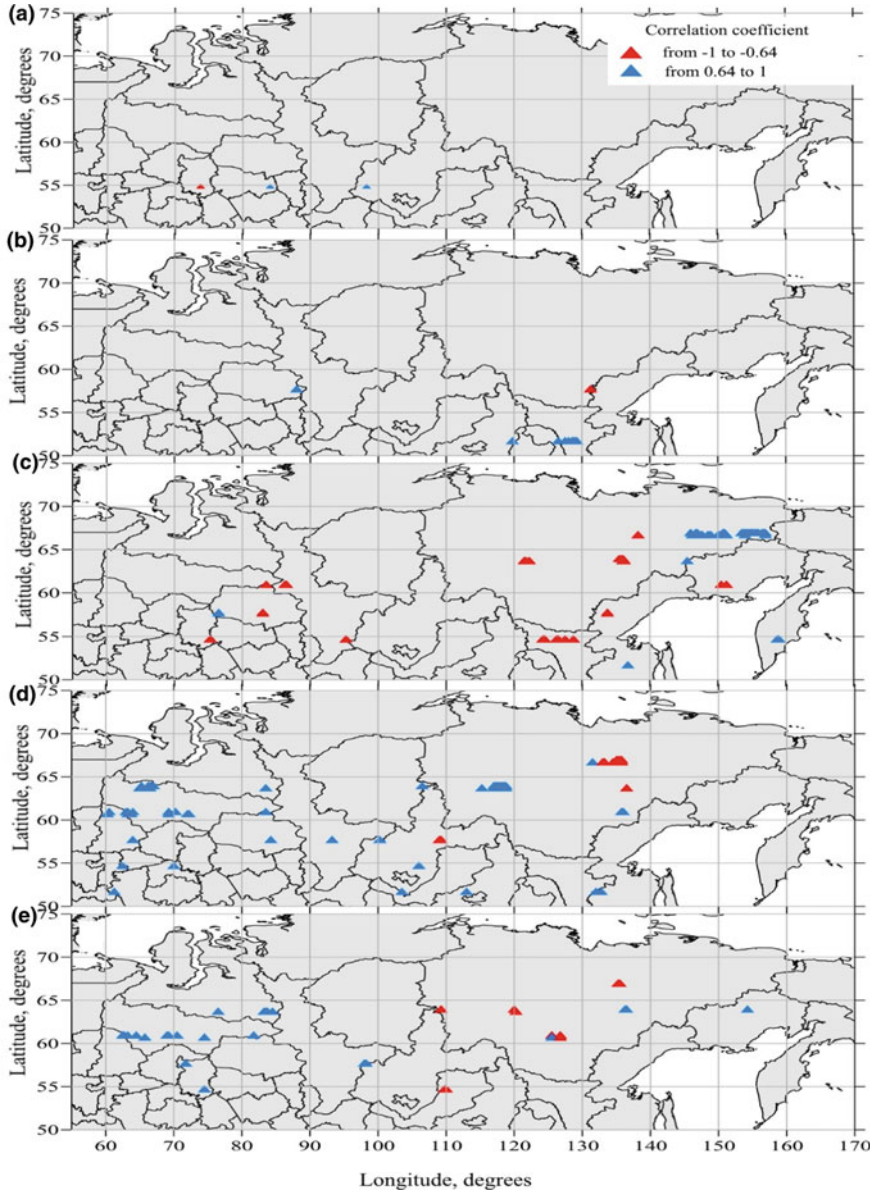 (a)
75
70
65
60
55
50
Latitude, degrees
Correlation coefficient
from -1 to -0.64
from 0.64 to 1
(b)
75
70
65
60
55
50
Latitude, degrees
(c)
75
70
65
60
55
50
Latitude, degrees
(d)
75
70
65
60
55
50
Latitude, degrees
(e)
75
70
65
60
55
50
Latitude, degrees
60 70 80 90 100 110 120 130 140 150 160 170
Longitude, degrees